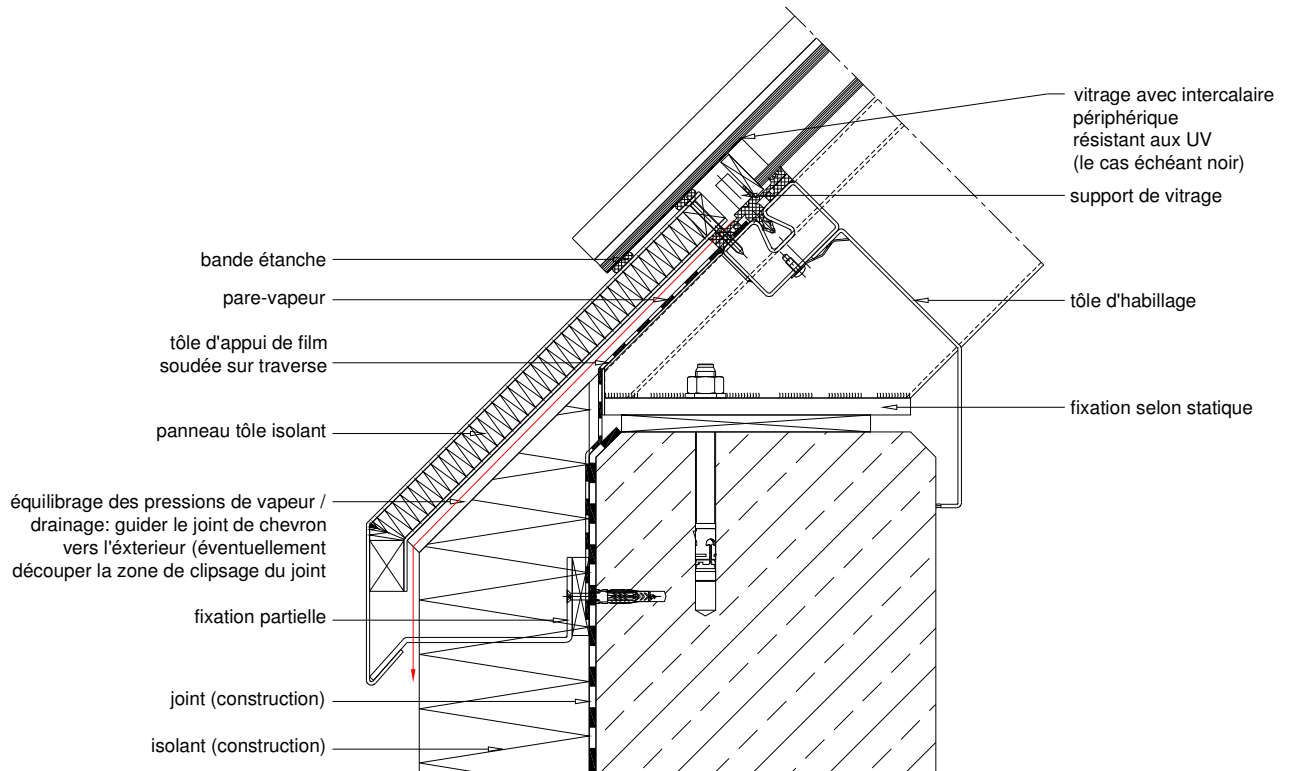 vitrage avec intercalaire
périphérique
résistant aux UV
(le cas échéant noir)
support de vitrage
bande étanche
pare-vapeur
tôle d'habillage
tôle d'appui de film
soudée sur traverse
fixation selon statique
panneau tôle isolant
équilibrage des pressions de vapeur /
drainage: guider le joint de chevron
vers l'éxterieur (éventuellement
découper la zone de clipsage du joint
fixation partielle
joint (construction)
isolant (construction)